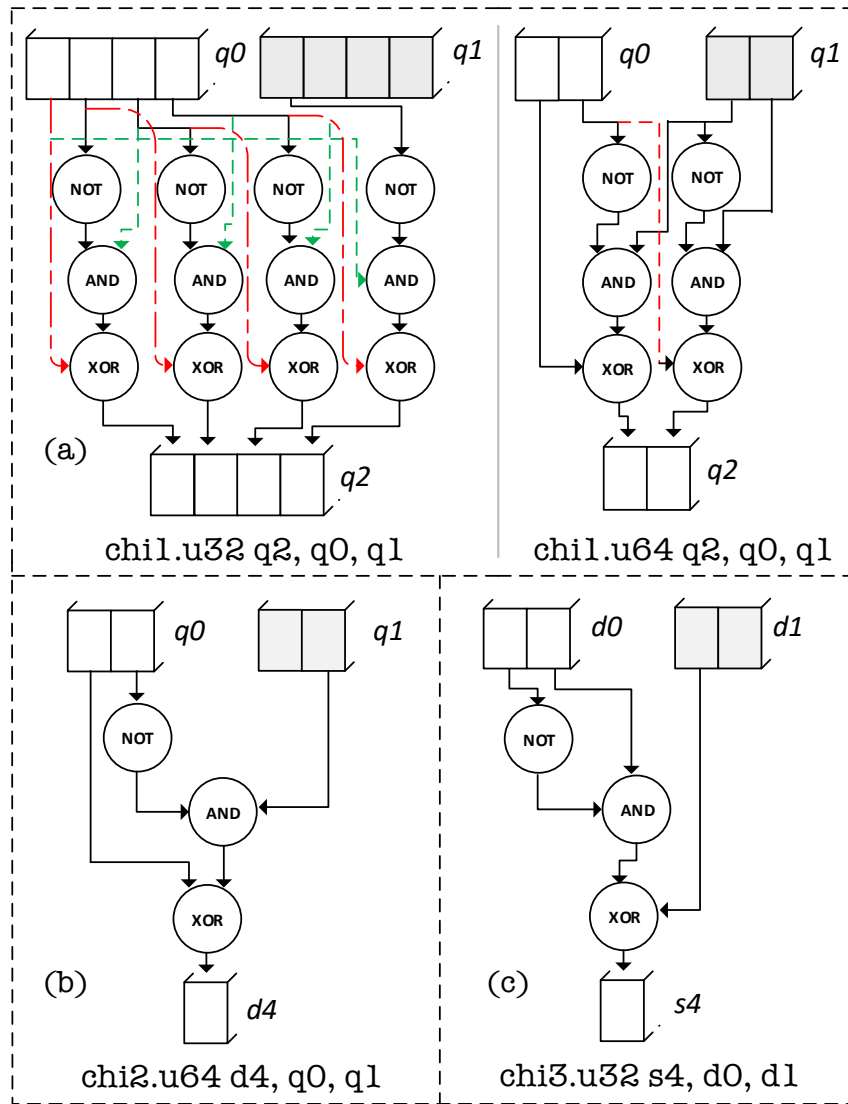 q0 q1 q0 q1
NOT NOT NOT NOT NOT NOT
AND AND AND AND AND AND
XOR XOR XOR XOR XOR XOR
(a)
q2 q2
chi1.u32 q2, q0, q1 chi1.u64 q2, q0, q1
q0 q1
NOT
AND
XOR
(b)
d4
chi2.u64 d4, q0, q1
d0 d1
NOT
AND
XOR
(c)
s4
chi3.u32 s4, d0, d1